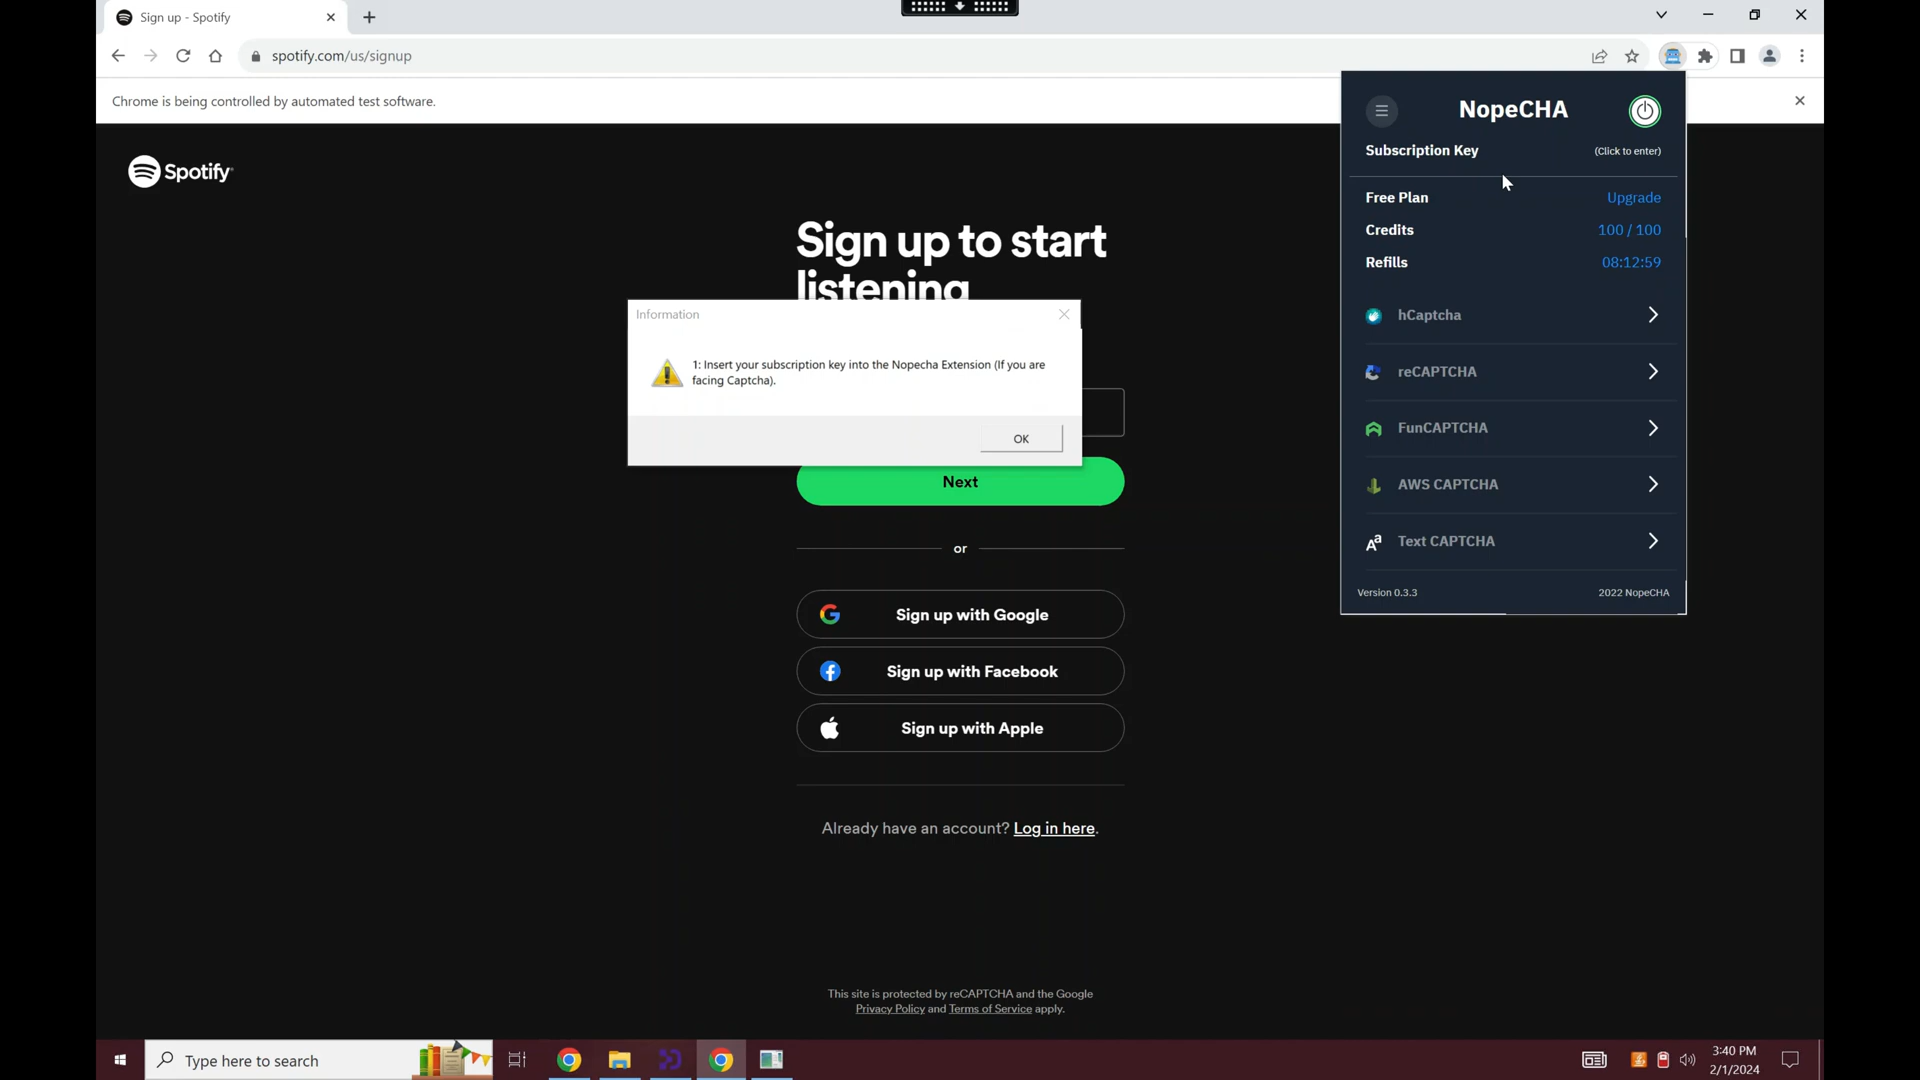 Sign up - Spotify
spotify.com/us/signup
Chrome is being controlled by automated test software.
Spotify
Sign up to start
listening
Information
1: Insert your subscription key into the Nopecha Extension (If you are
facing Captcha).
OK
Next
or
Sign up with Google
Sign up with Facebook
Sign up with Apple
Already have an account? Log in here.
This site is protected by reCAPTCHA and the Google
Privacy Policy and Terms of Service apply.
NopeCHA
Subscription Key (Click to enter)
Free Plan Upgrade
Credits 100 / 100
Refills 08:12:59
hCaptcha
reCAPTCHA
FunCAPTCHA
AWS CAPTCHA
Text CAPTCHA
Version 0.3.3 2022 NopeCHA
Type here to search
3:40 PM
2/1/2024